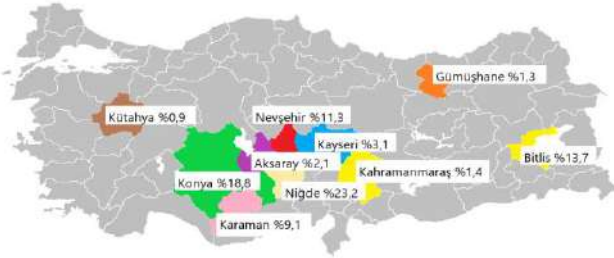 Gümüşhane %1,3
Kütahya %0,9
Nevşehir %11,3
Kayseri %3,1
Bitlis %13,7
Aksaray %2,1
Kahramanmaraş %1,4
Konya %18,8
Niğde %23,2
Karaman %9,1